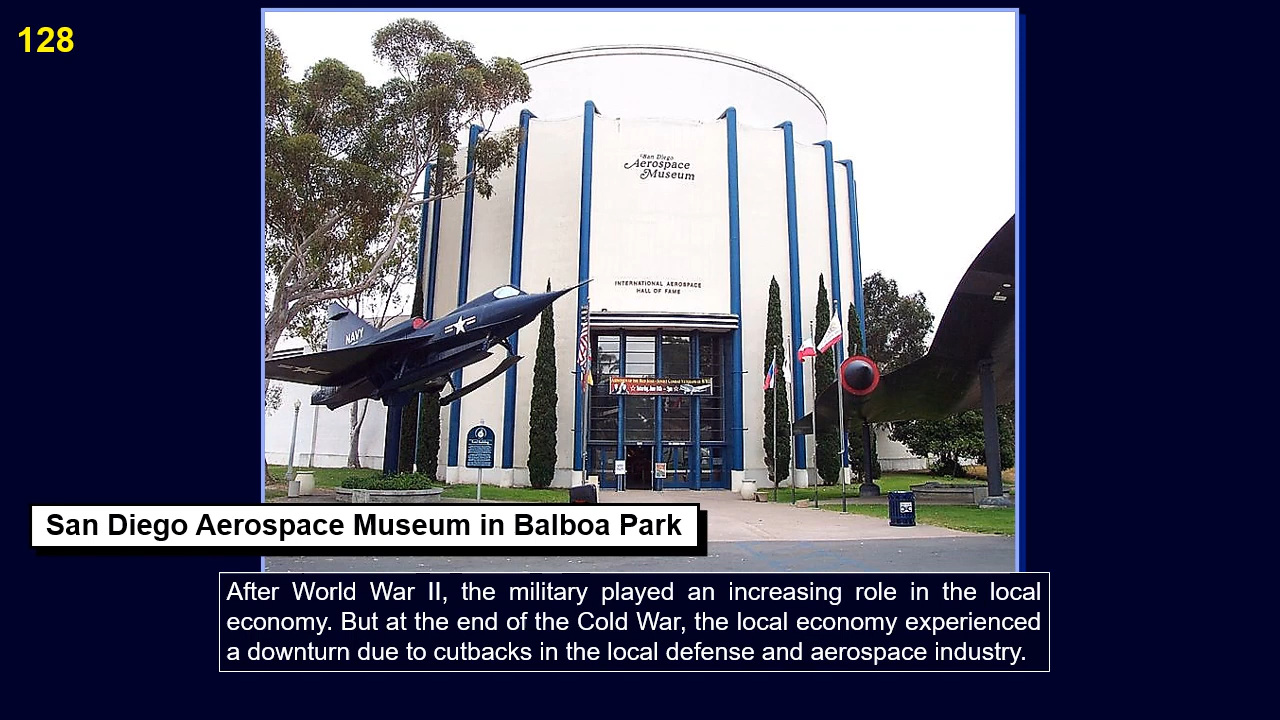 128
San Diego
Aerospace
Museum
INTERNATIONAL AEROSPACE
HALL OF FAME
NAVY
San Diego Aerospace Museum in Balboa Park
After World War II, the military played an increasing role in the local
economy. But at the end of the Cold War, the local economy experienced
a downturn due to cutbacks in the local defense and aerospace industry.